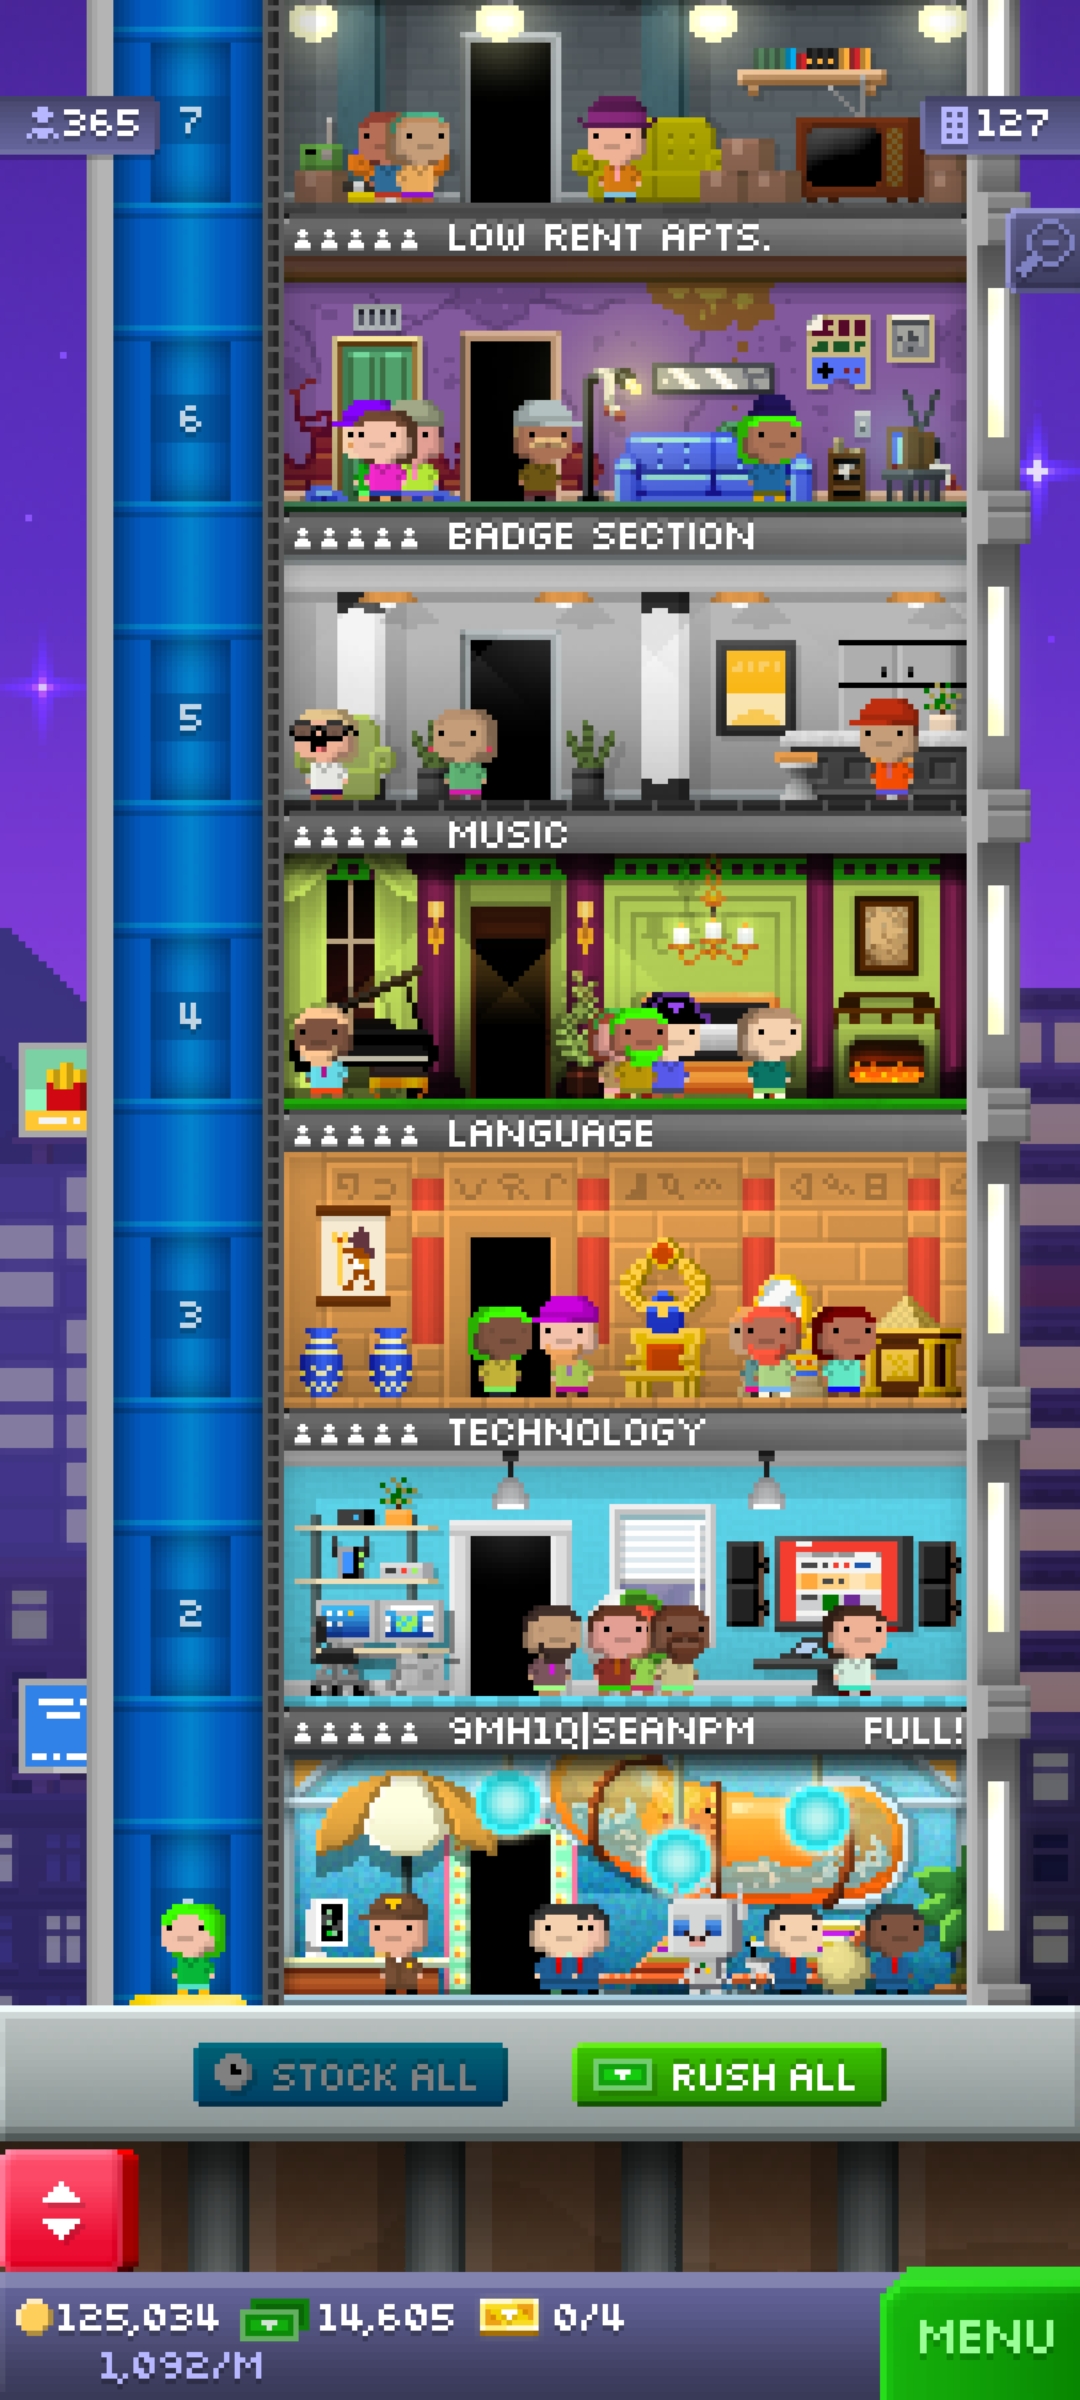 365
7
127
LOW RENT APTS.
6
BADGE SECTION
5
MUSIC
4
LANGUAGE
3
TECHNOLOGY
2
9MH1Q|SEANPM FULL!
STOCK ALL
RUSH ALL
125,034 14,605 0/4
1,092/M
MENU